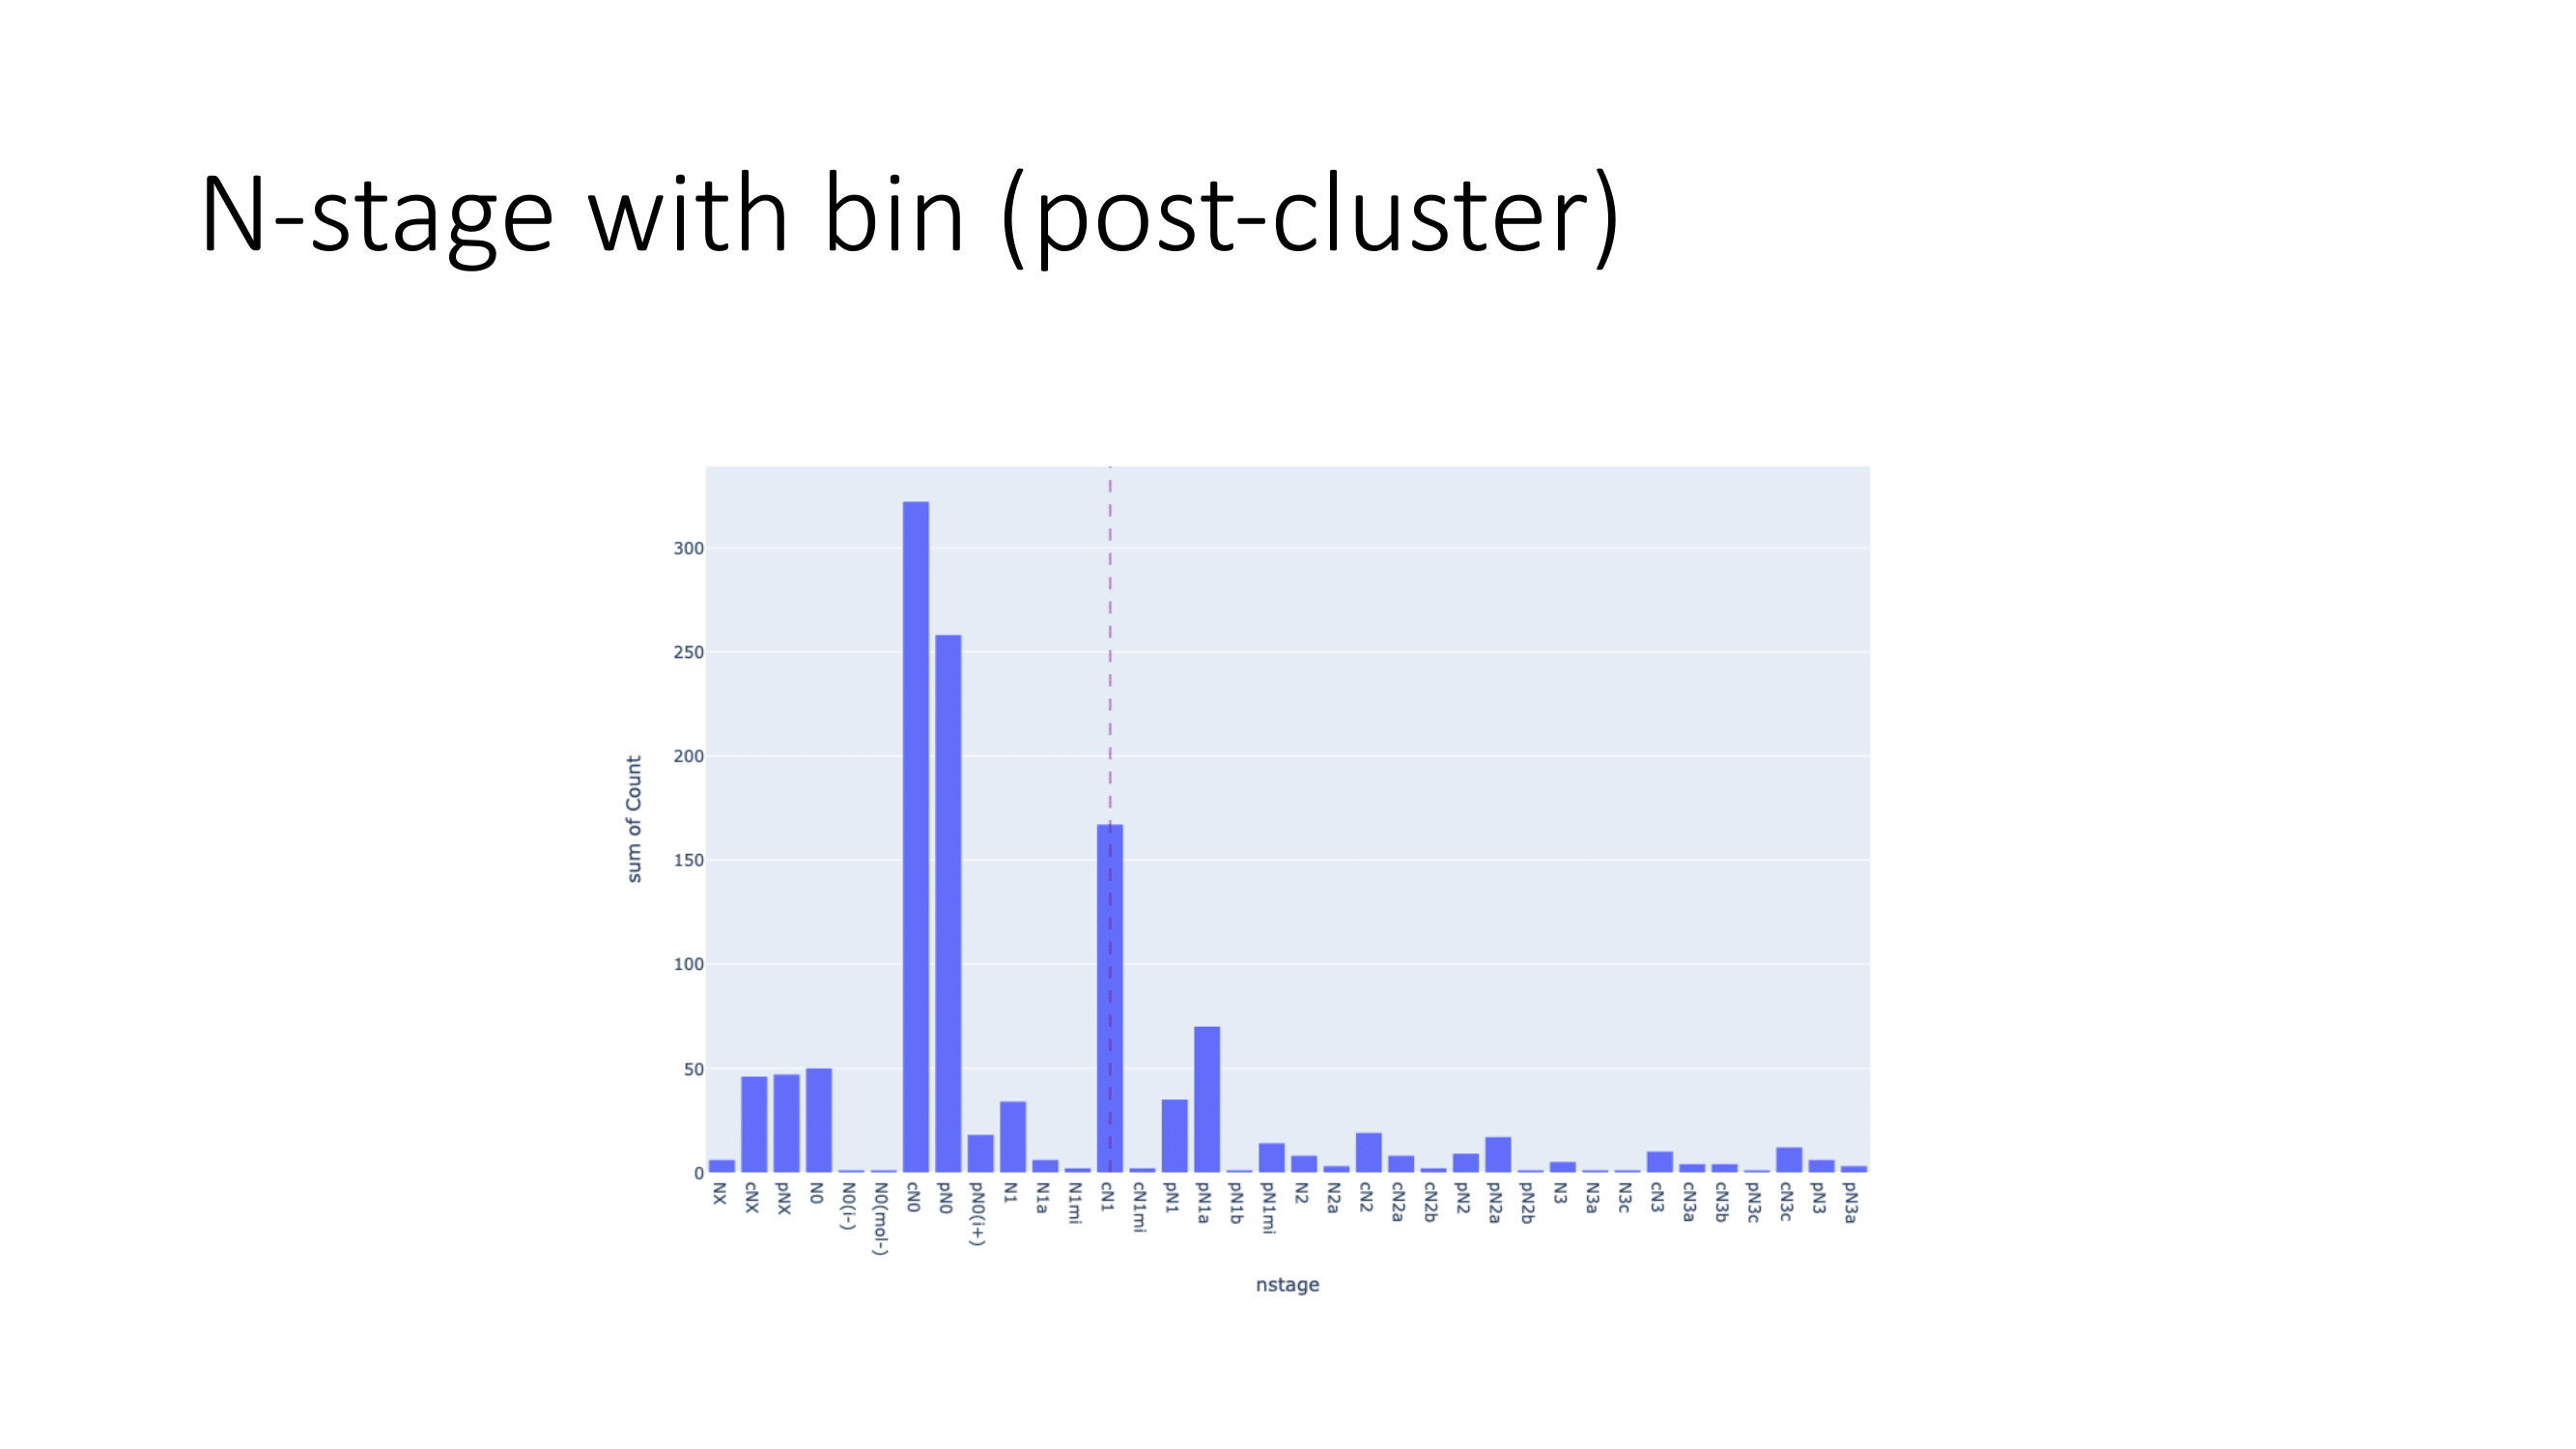 N-stage with bin (post-cluster)
300
250
200
150
100
50
0
sum of Count
NX
cNX
pNX
N0
N0(i-)
N0(mol-)
cN0
pN0
pN0(i+)
N1
N1a
N1mi
cN1
cN1mi
pN1
pN1a
pN1b
pN1mi
N2
N2a
cN2
cN2a
cN2b
pN2
pN2a
pN2b
N3
N3a
N3c
cN3
cN3a
cN3b
pN3c
cN3c
pN3
pN3a
nstage